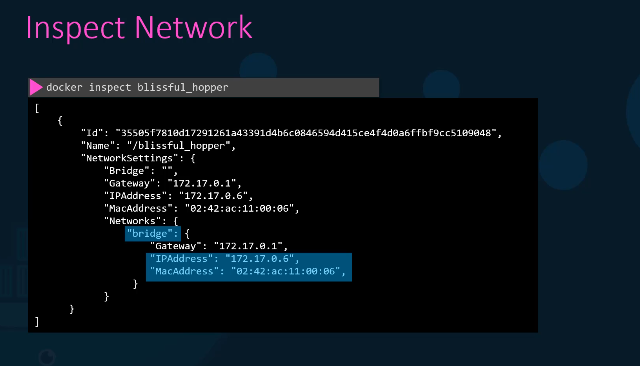 Inspect Network
docker inspect blissful_hopper
[
{
"Id": "35505f7810d17291261a43391d4b6c0846594d415ce4f4d0a6ffbf9cc5109048",
"Name": "/blissful_hopper",
"NetworkSettings": {
"Bridge": "",
"Gateway": "172.17.0.1",
"IPAddress": "172.17.0.6",
"MacAddress": "02:42:ac:11:00:06",
"Networks": {
"bridge": {
"Gateway": "172.17.0.1",
"IPAddress": "172.17.0.6",
"MacAddress": "02:42:ac:11:00:06",
}
}
}
]